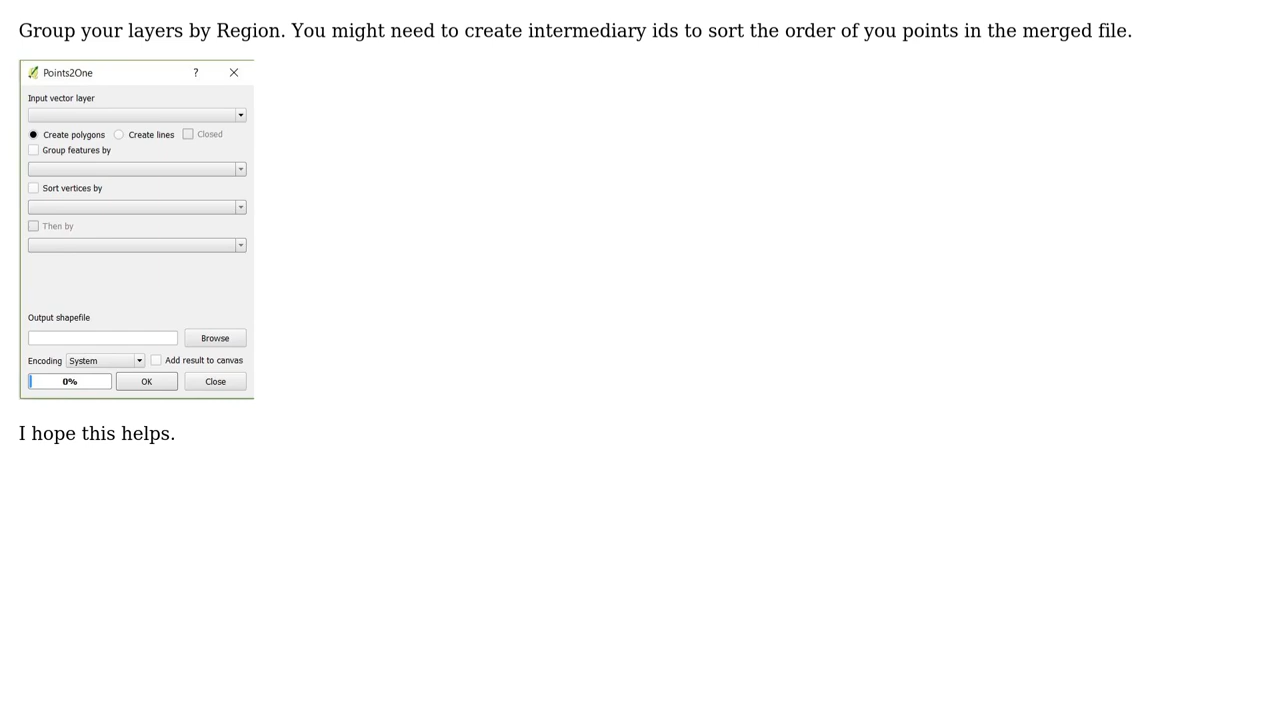 Group your layers by Region. You might need to create intermediary ids to sort the order of you points in the merged file.
Points2One ?
Input vector layer
Create polygons Create lines Closed
Group features by
Sort vertices by
Then by
Output shapefile
Browse
Encoding System Add result to canvas
0% OK Close
I hope this helps.